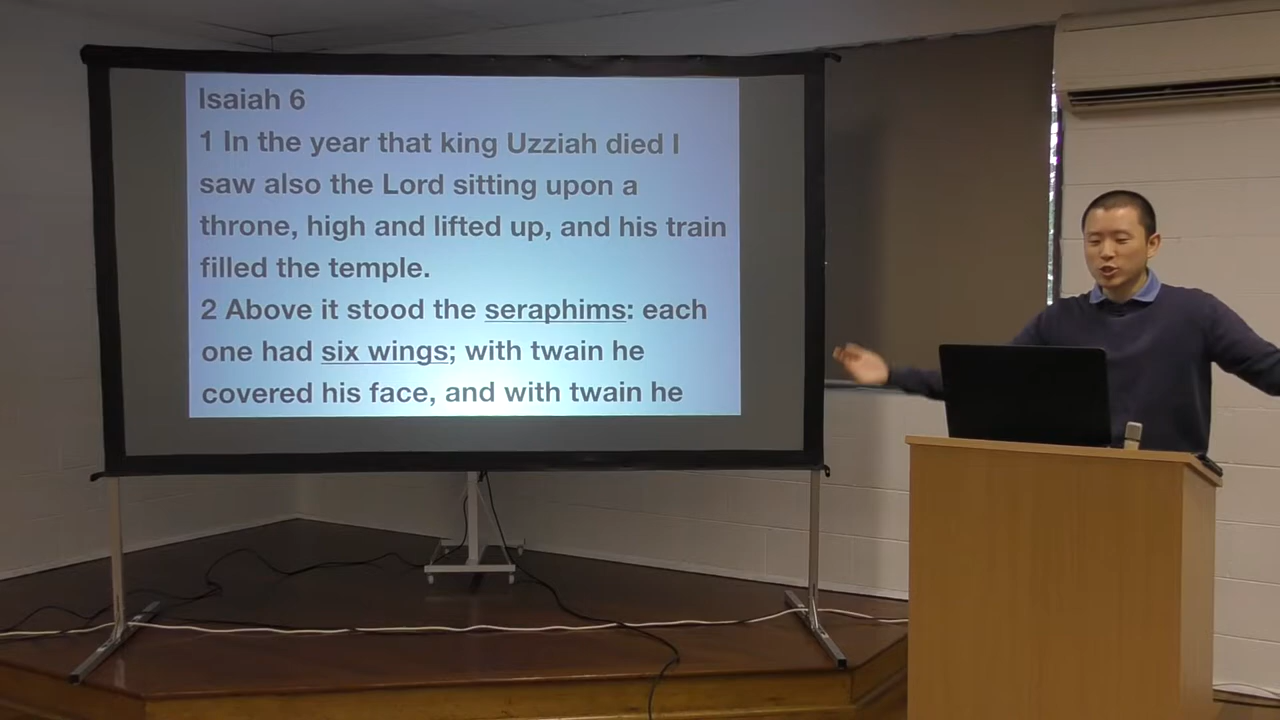 Isaiah 6
1 In the year that king Uzziah died I
saw also the Lord sitting upon a
throne, high and lifted up, and his train
filled the temple.
2 Above it stood the seraphims: each
one had six wings; with twain he
covered his face, and with twain he